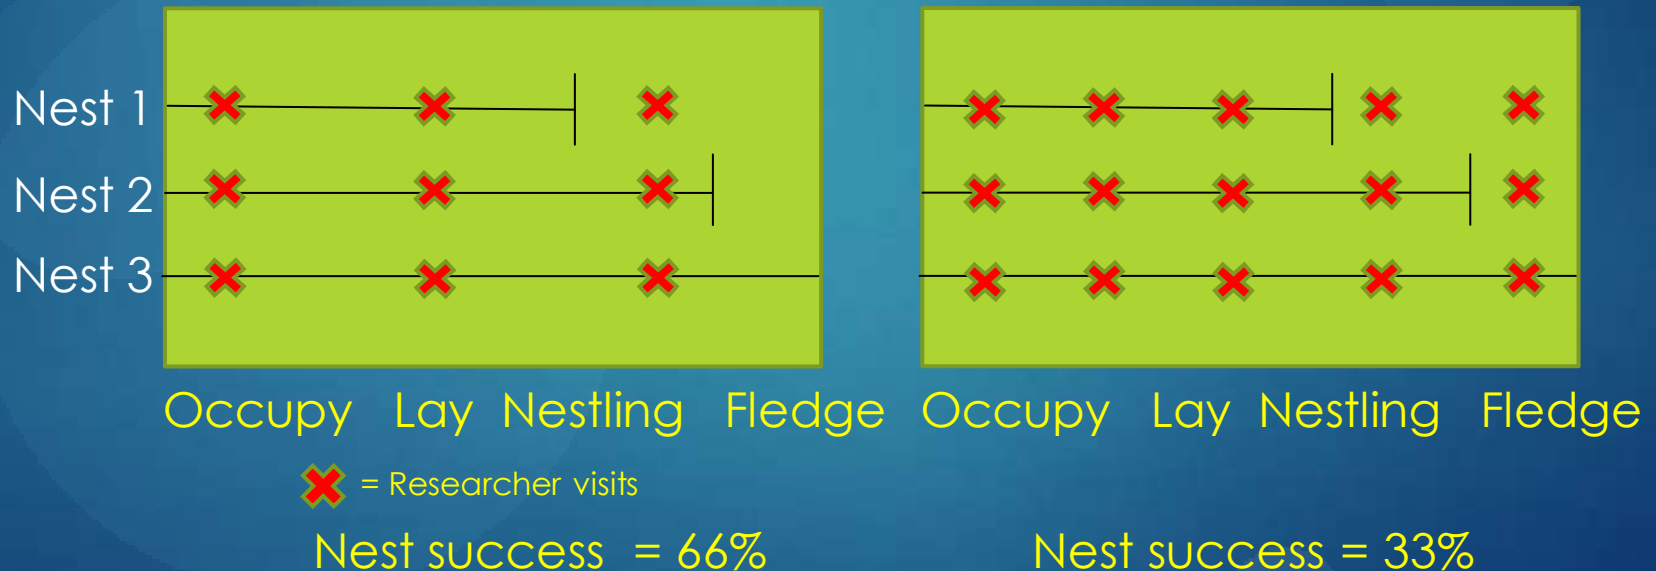 Nest 1
Nest 2
Nest 3
Occupy Lay Nestling Fledge
Occupy Lay Nestling Fledge
= Researcher visits
Nest success = 66%
Nest success = 33%